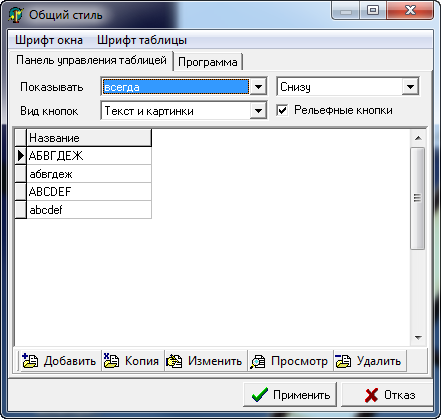 Общий стиль
Шрифт окна Шрифт таблицы
Панель управления таблицей Программа
Показывать всегда Снизу
Вид кнопок Текст и картинки Рельефные кнопки
Название
АБВГДЕЖ
абвгдеж
ABCDEF
abcdef
Добавить Копия Изменить Просмотр Удалить
Применить Отказ